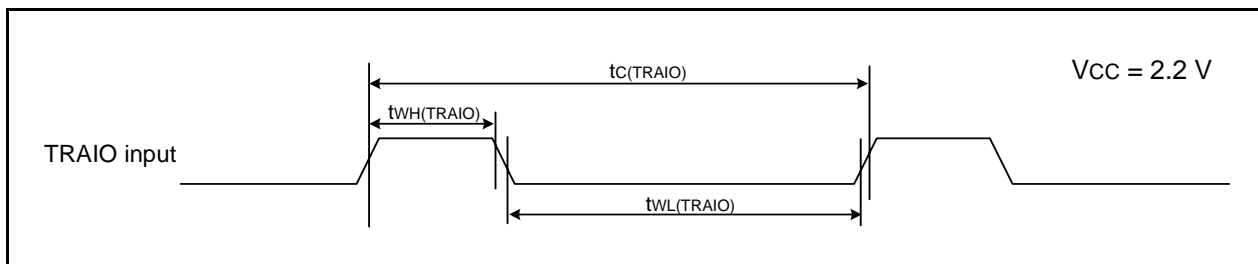 tC(TRAIO)
VCC = 2.2 V
tWH(TRAIO)
TRAIO input
tWL(TRAIO)